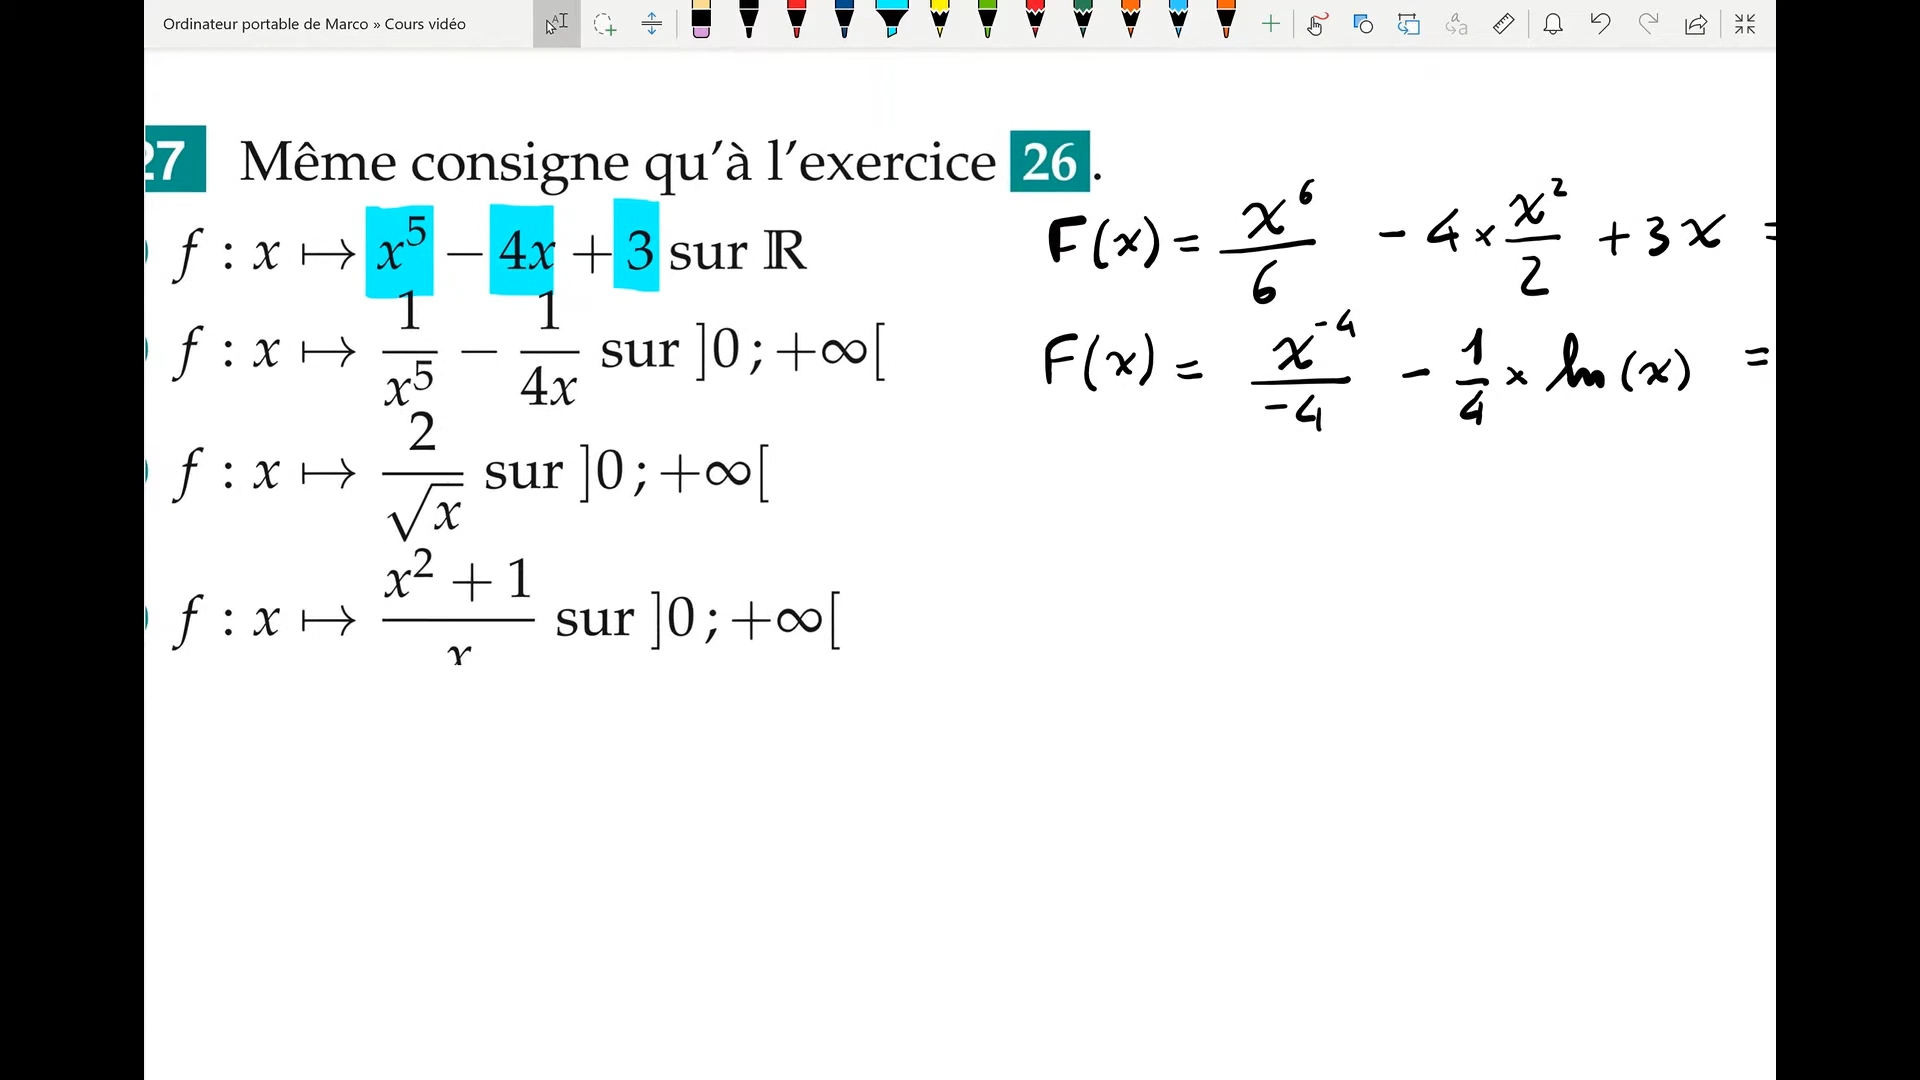 Ordinateur portable de Marco » Cours vidéo
27 Même consigne qu'à l'exercice 26.
f : x ↦ x⁵ − 4x + 3 sur ℝ
F(x) = x⁶/6 - 4 × x²/2 + 3x =
f : x ↦ 1/x⁵ − 1/4x sur ]0 ; +∞[
F(x) = x⁻⁴/-4 - 1/4 × ln(x) =
f : x ↦ 2/√x sur ]0 ; +∞[
f : x ↦ x² + 1/x sur ]0 ; +∞[